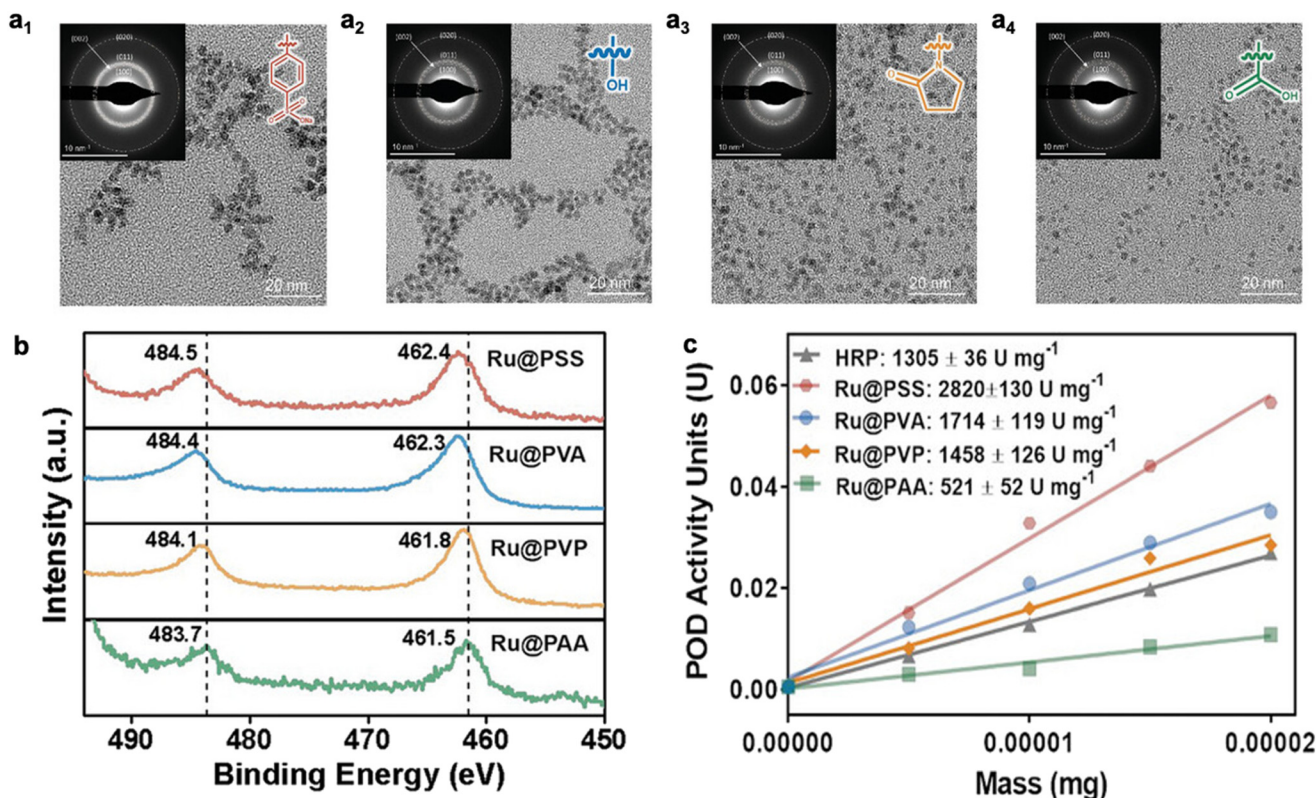 a1
a2
a3
a4
(020)
(002)
(011)
(100)
10 nm-1
O
O
ONa
20 nm
(020)
(002)
(011)
(100)
10 nm-1
OH
20 nm
(020)
(002)
(011)
(100)
10 nm-1
O
N
20 nm
(020)
(002)
(011)
(100)
10 nm-1
O
OH
20 nm
b
Intensity (a.u.)
484.5
462.4
Ru@PSS
484.4
462.3
Ru@PVA
484.1
461.8
Ru@PVP
483.7
461.5
Ru@PAA
490
480
470
460
450
Binding Energy (eV)
c
POD Activity Units (U)
HRP: 1305 ± 36 U mg-1
Ru@PSS: 2820±130 U mg-1
Ru@PVA: 1714 ± 119 U mg-1
Ru@PVP: 1458 ± 126 U mg-1
Ru@PAA: 521 ± 52 U mg-1
0.06
0.04
0.02
0.00
0.00000
0.00001
0.00002
Mass (mg)